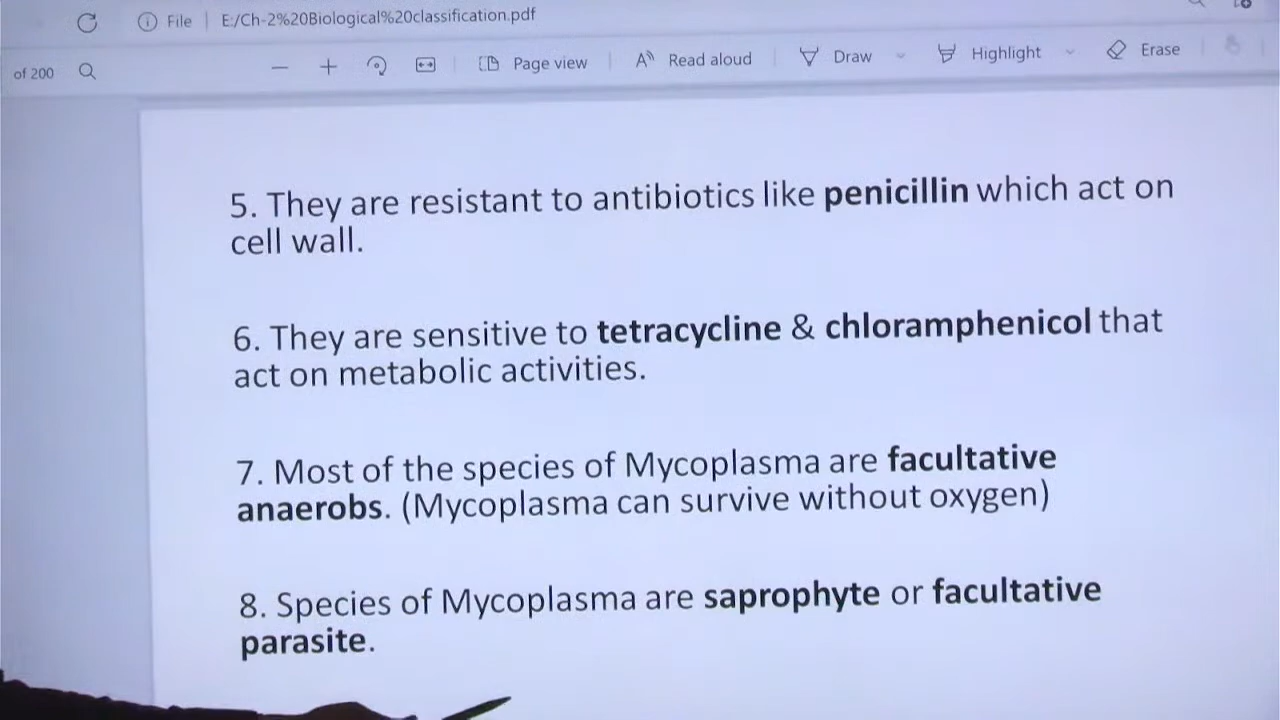 File | E:/Ch-2%20Biological%20classification.pdf
of 200
Page view
Read aloud
Draw
Highlight
Erase
5. They are resistant to antibiotics like penicillin which act on
cell wall.
6. They are sensitive to tetracycline & chloramphenicol that
act on metabolic activities.
7. Most of the species of Mycoplasma are facultative
anaerobs. (Mycoplasma can survive without oxygen)
8. Species of Mycoplasma are saprophyte or facultative
parasite.